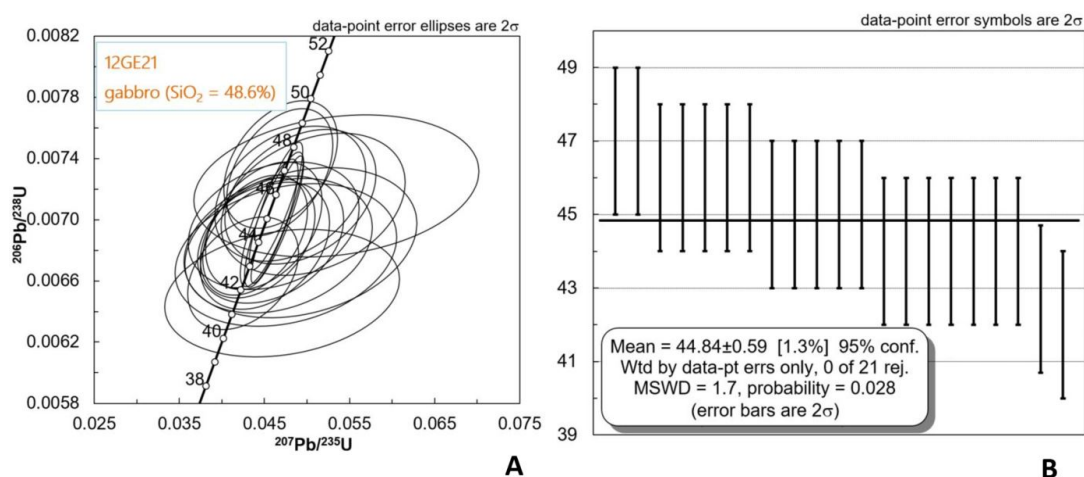 data-point error ellipses are 2σ
0.0082
0.0078
0.0074
0.0070
0.0066
0.0062
0.0058
²⁰⁶Pb/²³⁸U
12GE21
gabbro (SiO₂ = 48.6%)
52
50
48
46
44
42
40
38
0.025
0.035
0.045
0.055
0.065
0.075
²⁰⁷Pb/²³⁵U
A
data-point error symbols are 2σ
49
47
45
43
41
39
Mean = 44.84±0.59 [1.3%] 95% conf.
Wtd by data-pt errs only, 0 of 21 rej.
MSWD = 1.7, probability = 0.028
(error bars are 2σ)
B